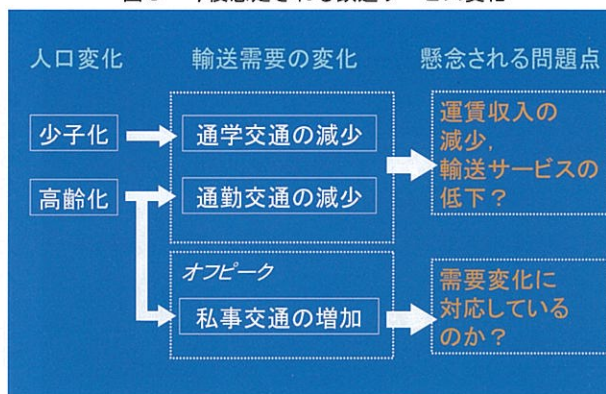 人口変化
輸送需要の変化
懸念される問題点
少子化
通学交通の減少
高齢化
通勤交通の減少
運賃収入の
減少,
輸送サービスの
低下？
オフピーク
私事交通の増加
需要変化に
対応している
のか？